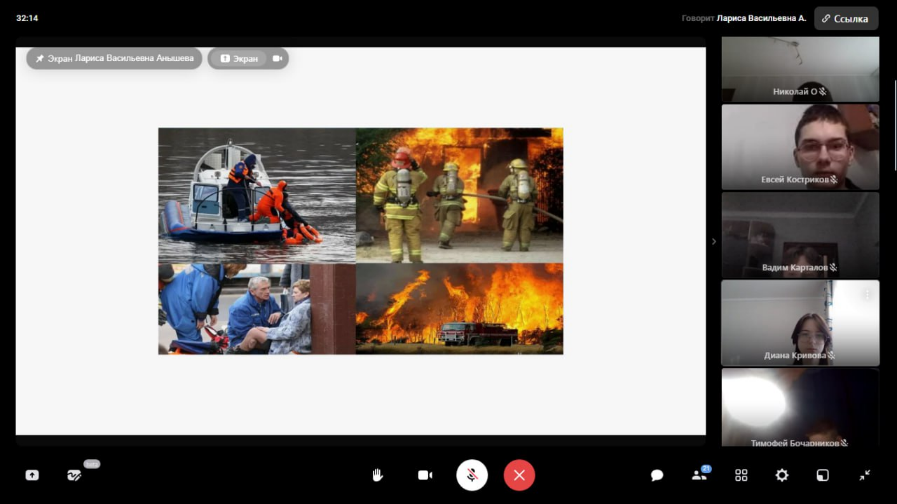 32:14
Говорит Лариса Васильевна А.
Ссылка
Экран Лариса Васильевна Анышева
Экран
Николай О
Евсей Костриков
Вадим Карталов
Диана Кривова
Тимофей Бочарников
21